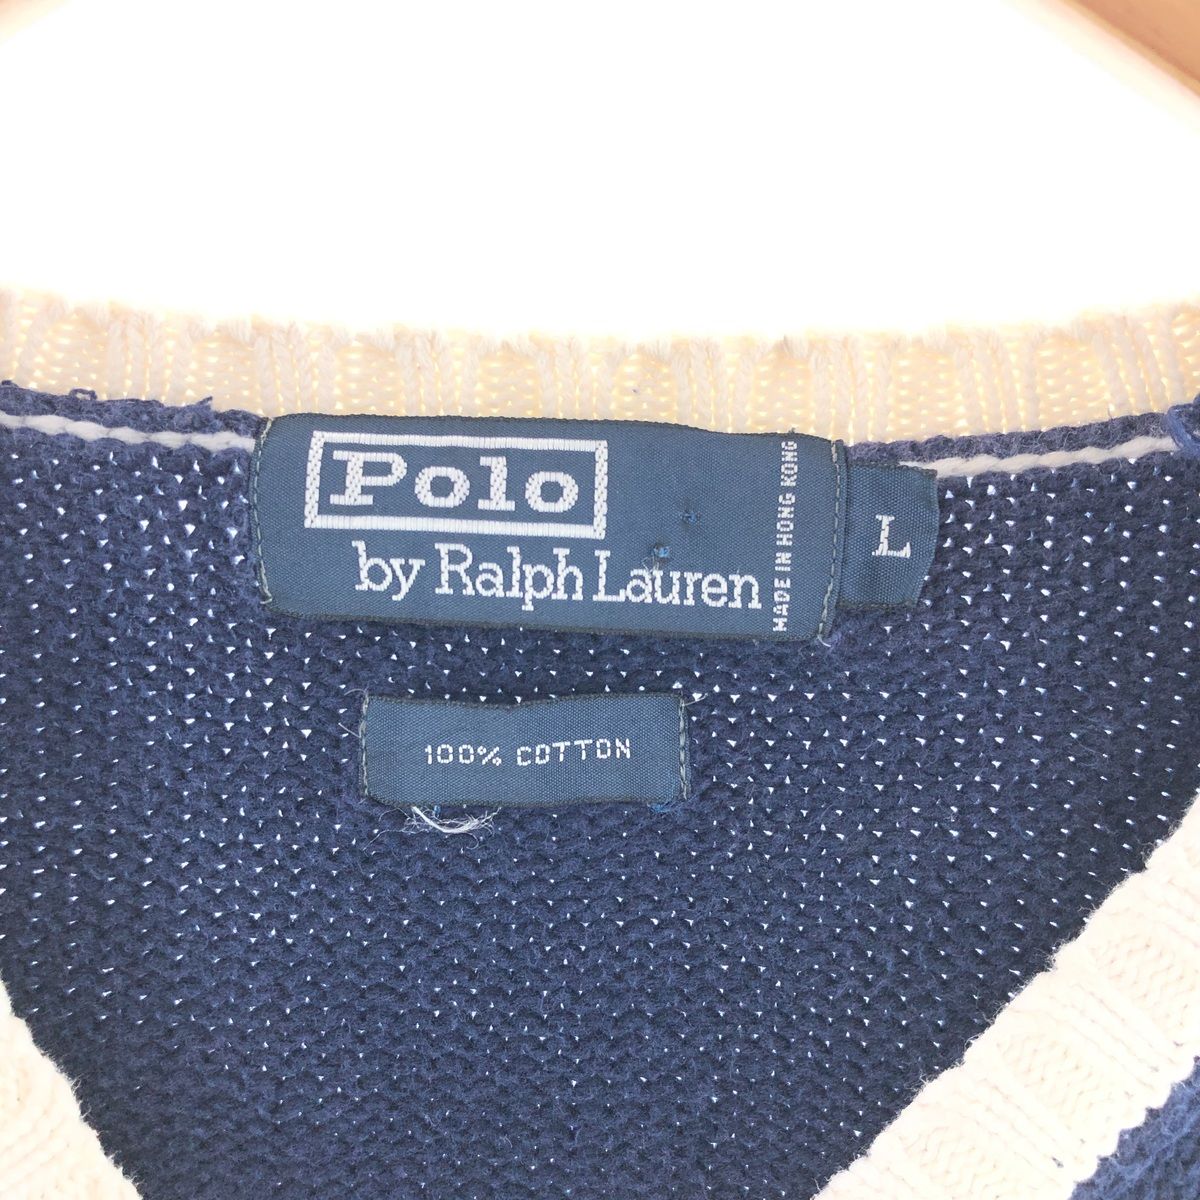 Polo
by Ralph Lauren
MADE IN HONG KONG
L
100% COTTON